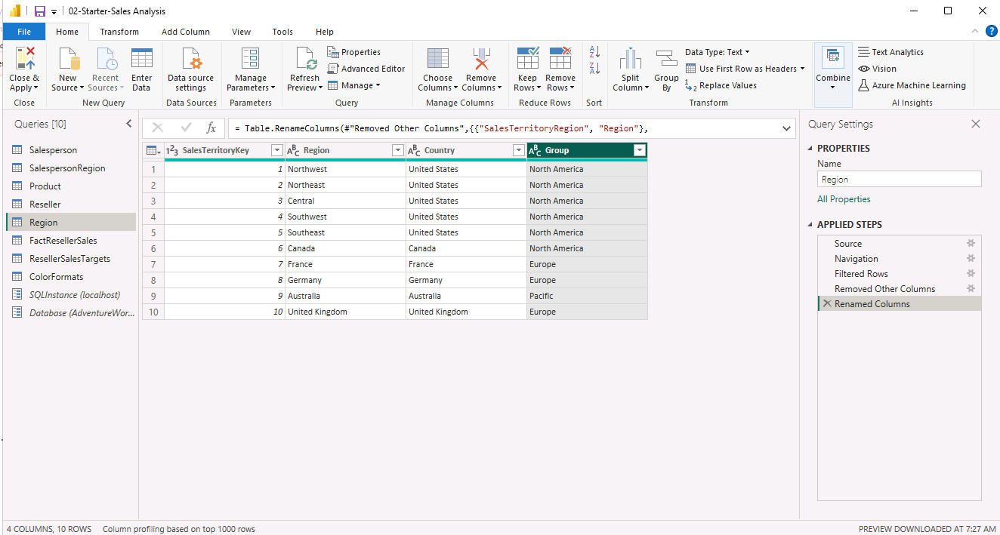 02-Starter-Sales Analysis
File Home Transform Add Column View Tools Help
Close & Apply
Close
New Source
Recent Sources
Enter Data
New Query
Data source settings
Data Sources
Manage Parameters
Parameters
Refresh Preview
Properties
Advanced Editor
Manage
Query
Choose Columns
Remove Columns
Manage Columns
Keep Rows
Remove Rows
Reduce Rows
Sort
Split Column
Group By
Data Type: Text
Use First Row as Headers
Replace Values
Transform
Combine
Text Analytics
Vision
Azure Machine Learning
AI Insights
Queries [10]
Salesperson
SalespersonRegion
Product
Reseller
Region
FactResellerSales
ResellerSalesTargets
ColorFormats
SQLInstance (localhost)
Database (AdventureWor...
fx = Table.RenameColumns(#"Removed Other Columns",{{"SalesTerritoryRegion", "Region"},
SalesTerritoryKey Region Country Group
1 1 Northwest United States North America
2 2 Northeast United States North America
3 3 Central United States North America
4 4 Southwest United States North America
5 5 Southeast United States North America
6 6 Canada Canada North America
7 7 France France Europe
8 8 Germany Germany Europe
9 9 Australia Australia Pacific
10 10 United Kingdom United Kingdom Europe
Query Settings
PROPERTIES
Name
Region
All Properties
APPLIED STEPS
Source
Navigation
Filtered Rows
Removed Other Columns
Renamed Columns
4 COLUMNS, 10 ROWS Column profiling based on top 1000 rows PREVIEW DOWNLOADED AT 7:27 AM